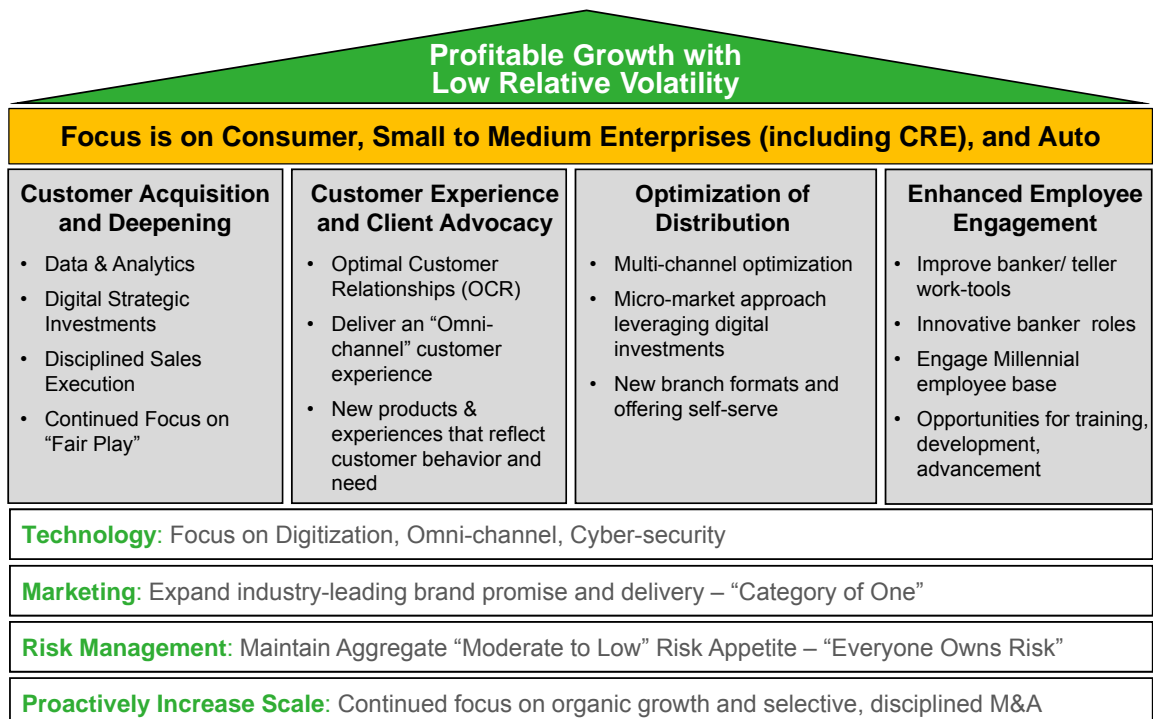 Profitable Growth with
Low Relative Volatility
Focus is on Consumer, Small to Medium Enterprises (including CRE), and Auto
Customer Acquisition
and Deepening
• Data & Analytics
• Digital Strategic
Investments
• Disciplined Sales
Execution
• Continued Focus on
“Fair Play”
Customer Experience
and Client Advocacy
• Optimal Customer
Relationships (OCR)
• Deliver an “Omni-
channel” customer
experience
• New products &
experiences that reflect
customer behavior and
need
Optimization of
Distribution
• Multi-channel optimization
• Micro-market approach
leveraging digital
investments
• New branch formats and
offering self-serve
Enhanced Employee
Engagement
• Improve banker/ teller
work-tools
• Innovative banker roles
• Engage Millennial
employee base
• Opportunities for training,
development,
advancement
Technology: Focus on Digitization, Omni-channel, Cyber-security
Marketing: Expand industry-leading brand promise and delivery – “Category of One”
Risk Management: Maintain Aggregate “Moderate to Low” Risk Appetite – “Everyone Owns Risk”
Proactively Increase Scale: Continued focus on organic growth and selective, disciplined M&A